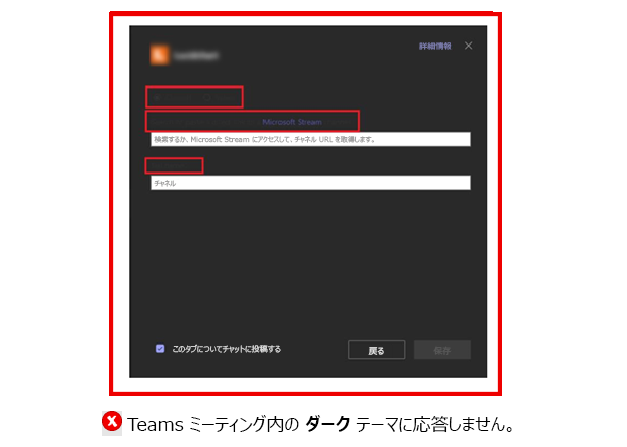 詳細情報
Microsoft Stream
検索するか、Microsoft Stream にアクセスして、チャネル URL を取得します。
チャネル
このタブについてチャットに投稿する
戻る
保存
Teams ミーティング内の ダーク テーマに応答しません。